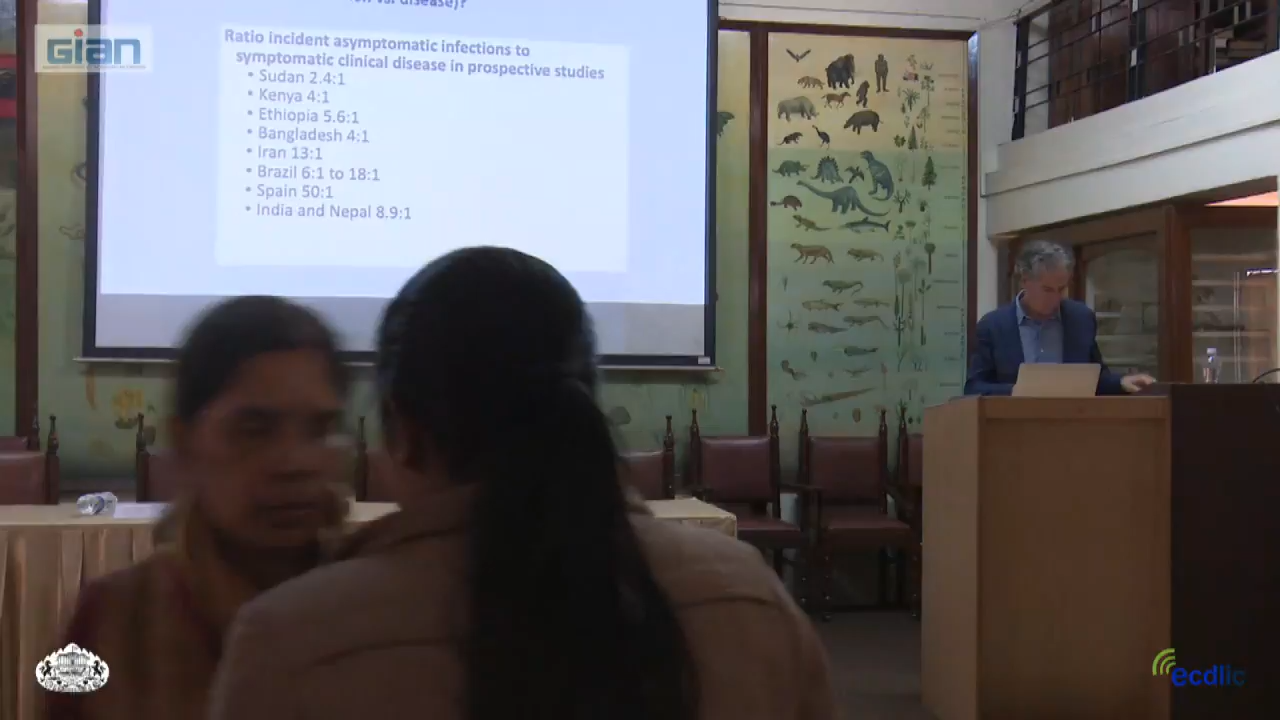 disease)?
GIAN
Ratio incident asymptomatic infections to
symptomatic clinical disease in prospective studies
• Sudan 2.4:1
• Kenya 4:1
• Ethiopia 5.6:1
• Bangladesh 4:1
• Iran 13:1
• Brazil 6:1 to 18:1
• Spain 50:1
• India and Nepal 8.9:1
ecdlic